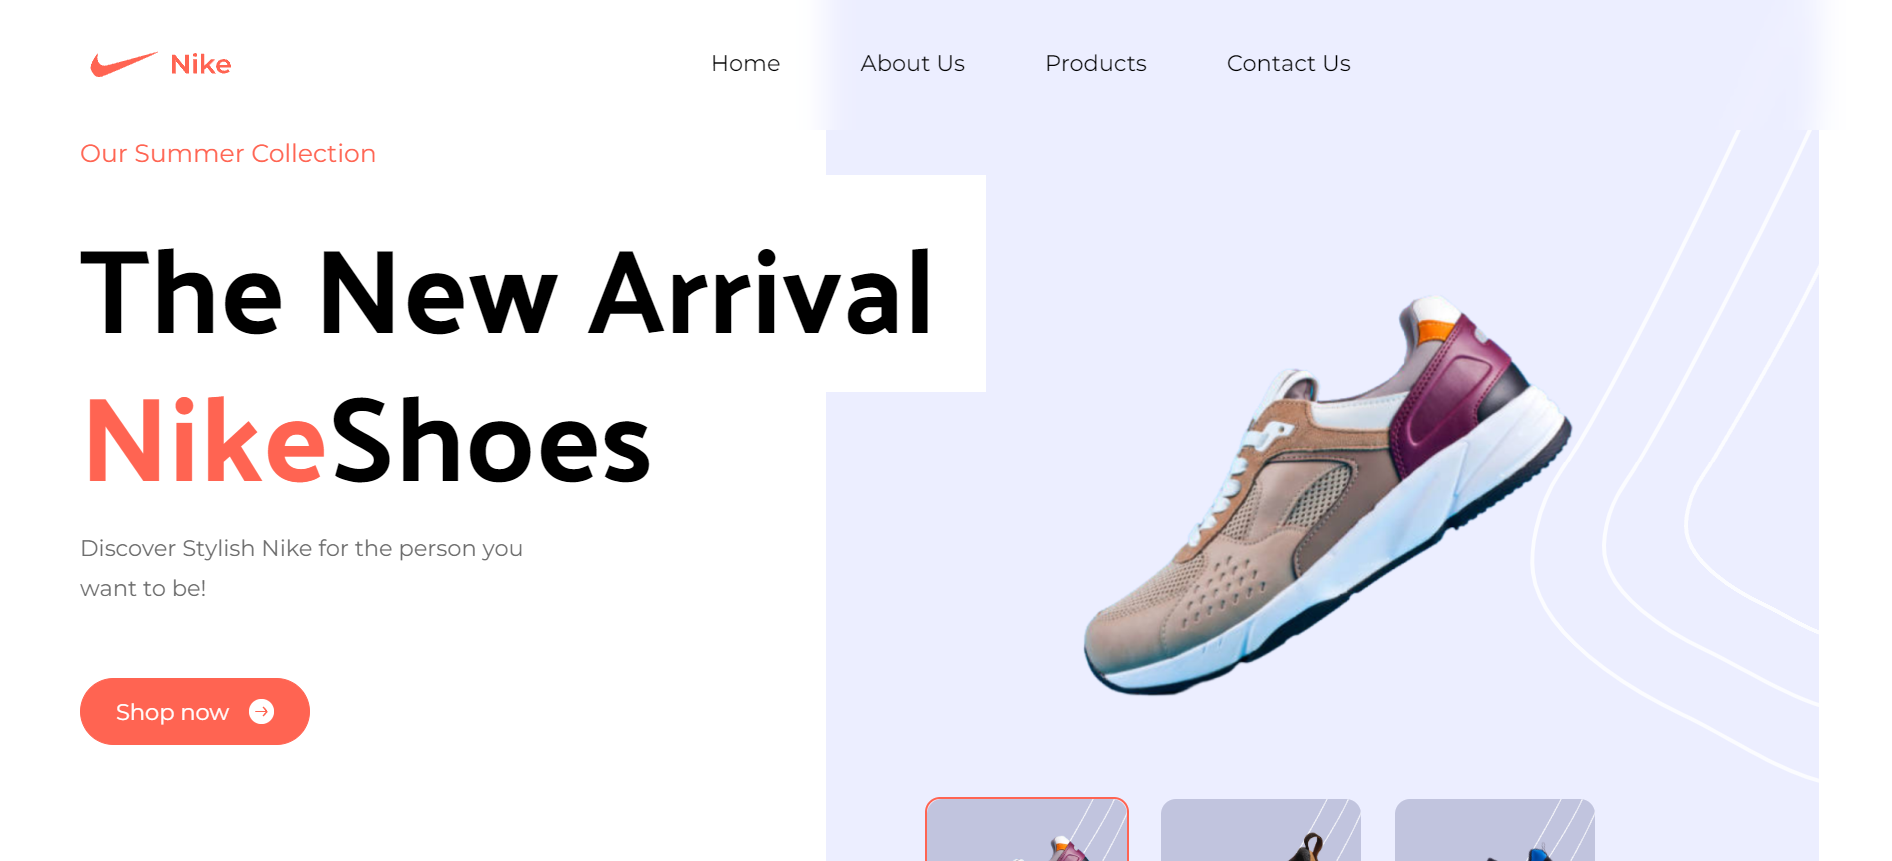 Nike
Home About Us Products Contact Us
Our Summer Collection
The New Arrival
NikeShoes
Discover Stylish Nike for the person you
want to be!
Shop now